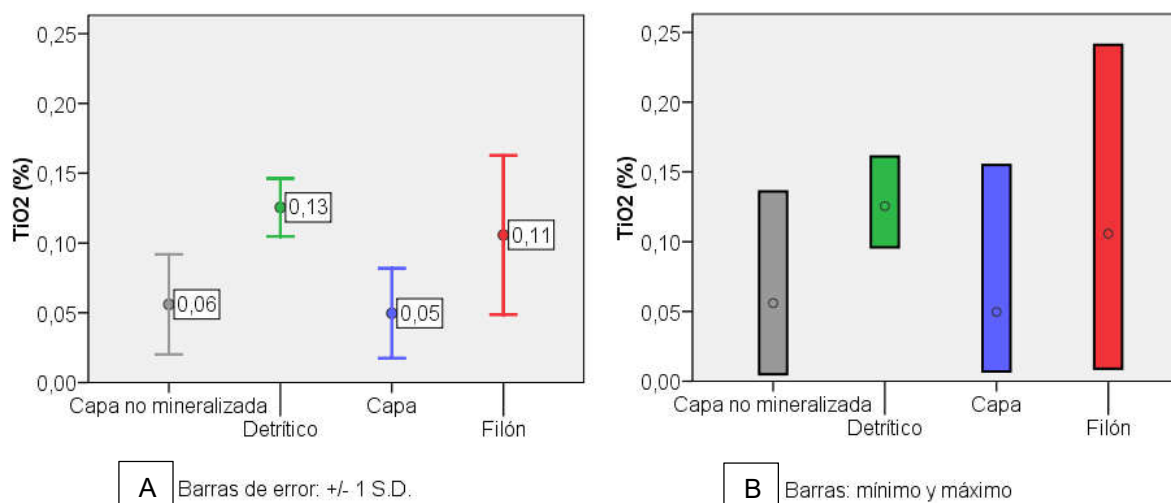 0,25
0,20
0,15
0,10
0,05
0,00
TiO2 (%)
0,06
0,13
0,05
0,11
Capa no mineralizada
Detrítico
Capa
Filón
A Barras de error: +/- 1 S.D.
0,25
0,20
0,15
0,10
0,05
0,00
TiO2 (%)
Capa no mineralizada
Detrítico
Capa
Filón
B Barras: mínimo y máximo